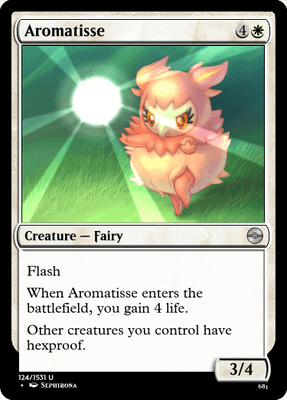 Aromatisse 4
Creature — Fairy
Flash
When Aromatisse enters the
battlefield, you gain 4 life.
Other creatures you control have
hexproof.
3/4
124/1531 U
• Sephirona